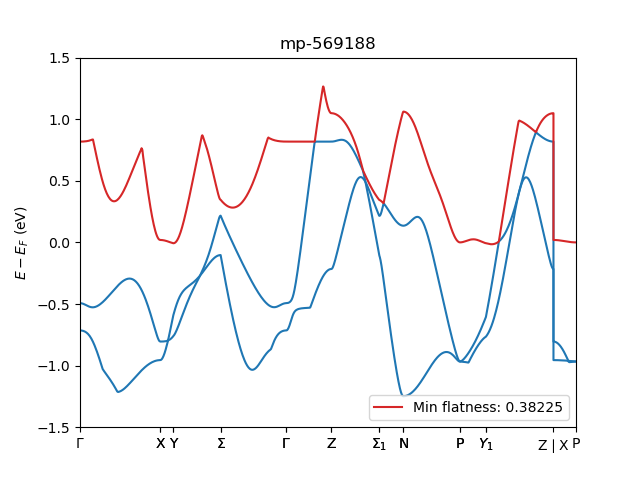 mp-569188
E − E_F (eV)
1.5
1.0
0.5
0.0
−0.5
−1.0
−1.5
Min flatness: 0.38225
Γ X Y Σ Γ Z Σ₁ N P Y₁ Z | X P